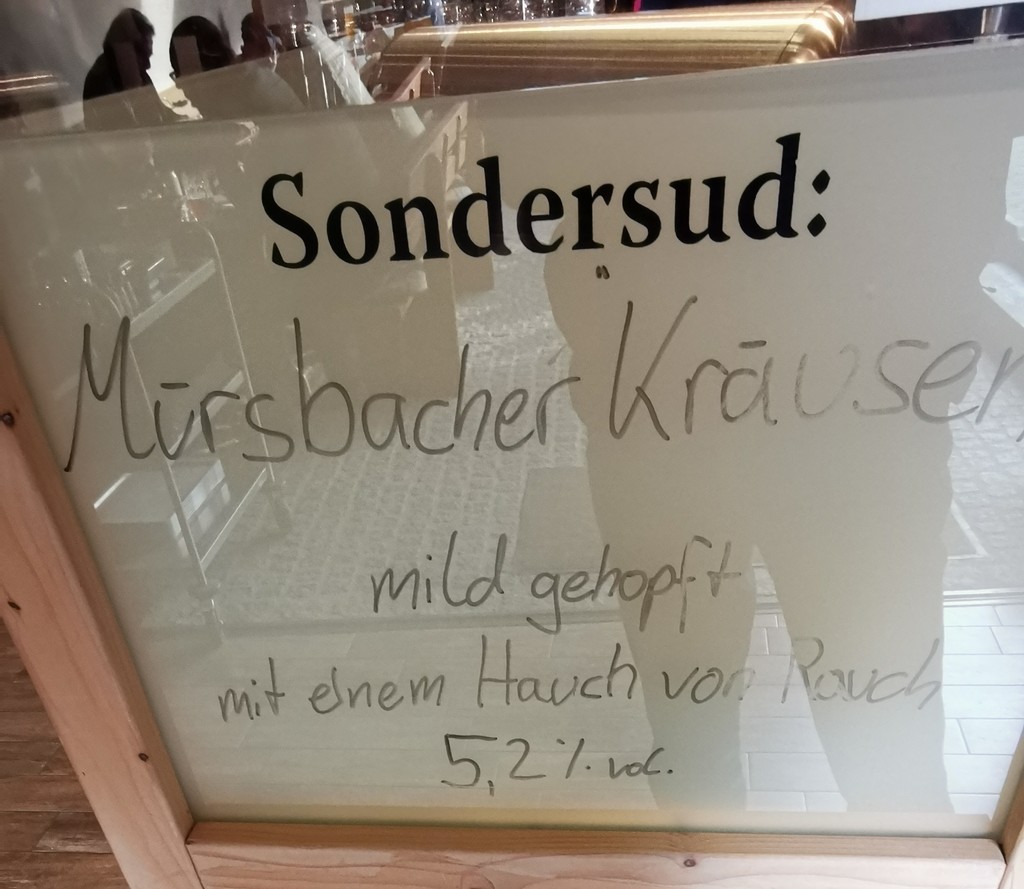 Sondersud:
"
Mürsbacher Kräusen
mild gehopft
mit einem Hauch von Rauch
5,2 % vol.